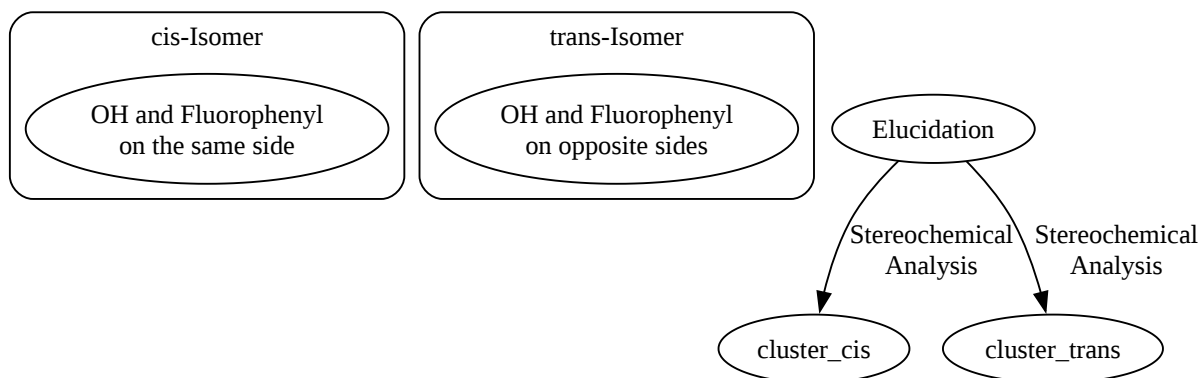 cis-Isomer
OH and Fluorophenyl
on the same side
trans-Isomer
OH and Fluorophenyl
on opposite sides
Elucidation
Stereochemical
Analysis
Stereochemical
Analysis
cluster_cis
cluster_trans